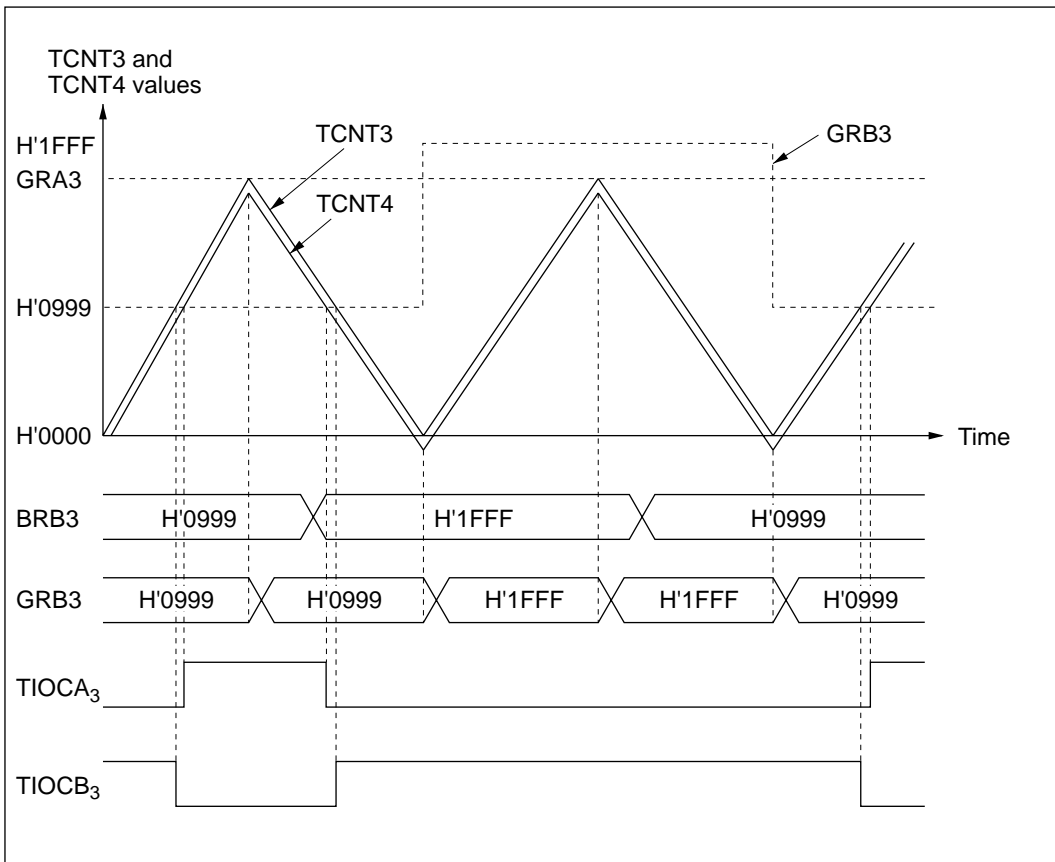 TCNT3 and
TCNT4 values
H'1FFF
GRA3
H'0999
H'0000
TCNT3
TCNT4
GRB3
Time
BRB3 H'0999 H'1FFF H'0999
GRB3 H'0999 H'0999 H'1FFF H'1FFF H'0999
TIOCA3
TIOCB3